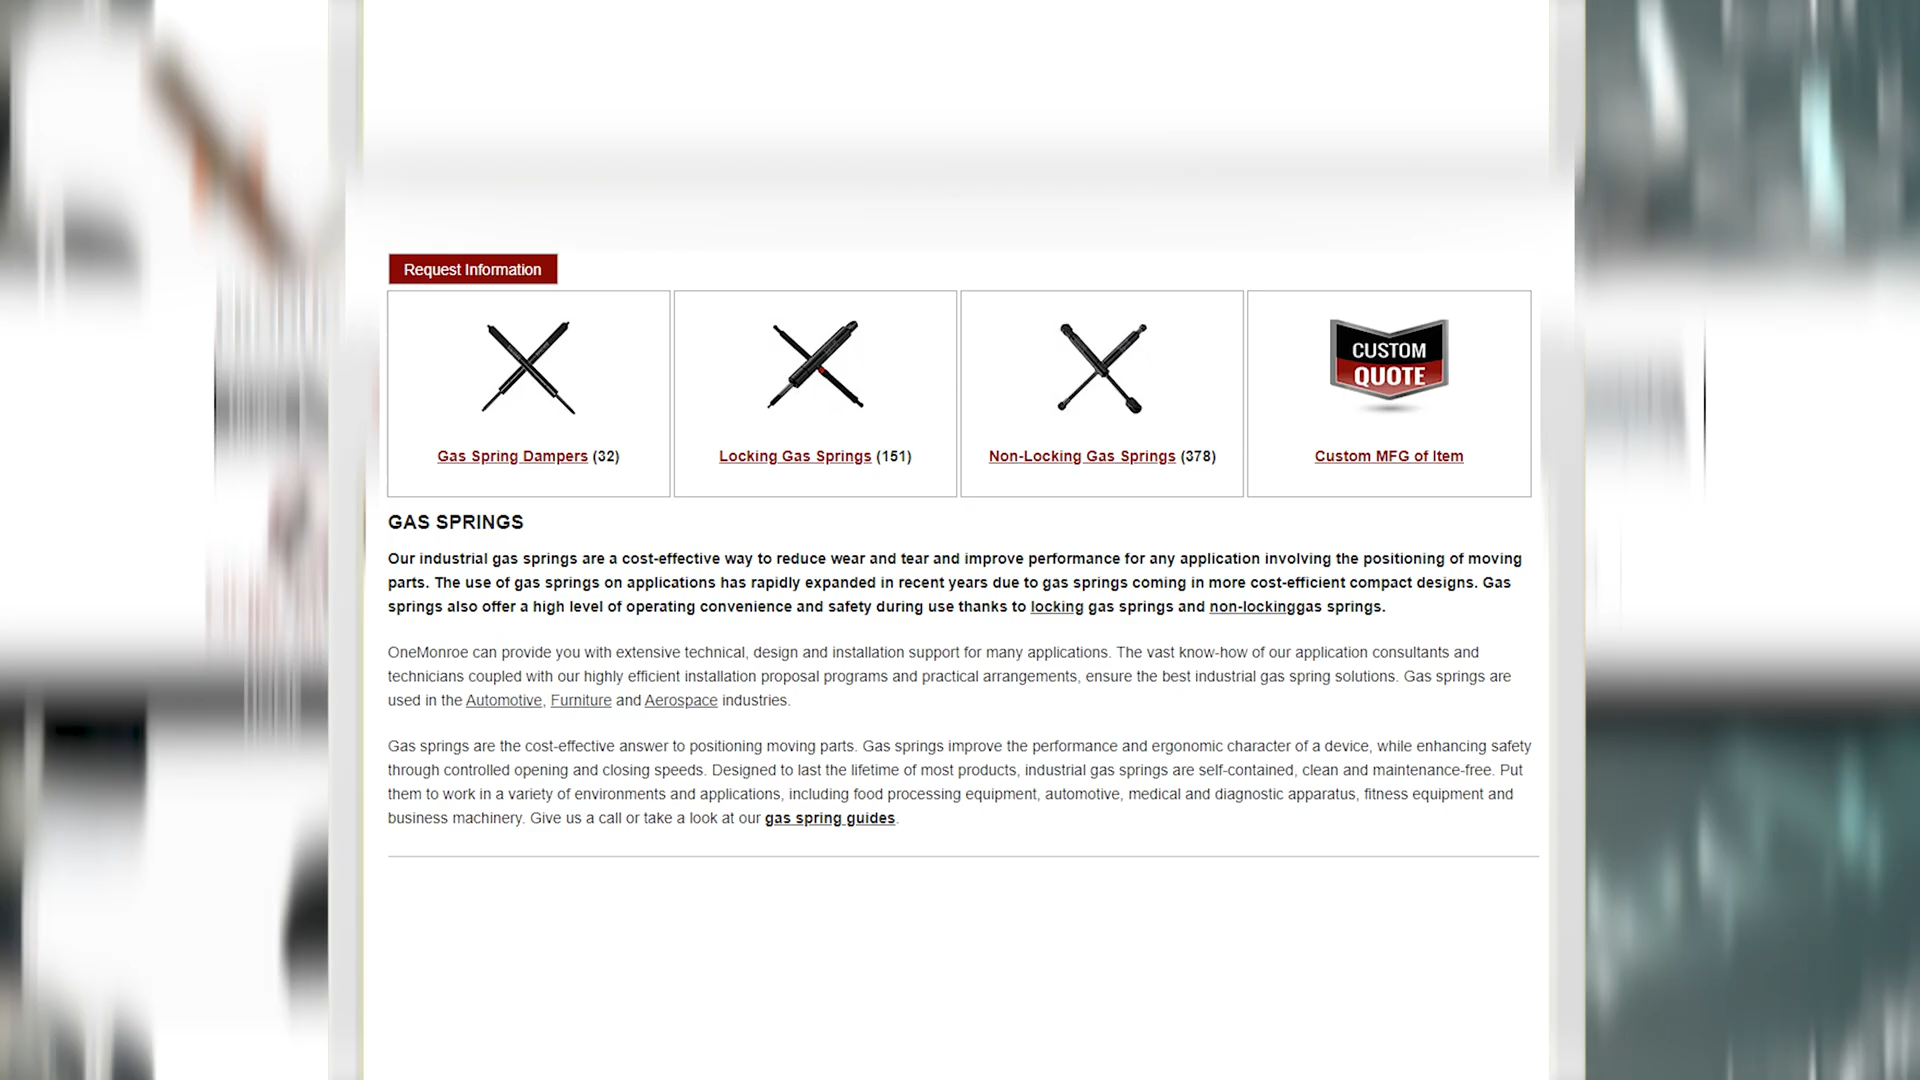 Request Information
CUSTOM
QUOTE
Gas Spring Dampers (32)
Locking Gas Springs (151)
Non-Locking Gas Springs (378)
Custom MFG of Item
GAS SPRINGS
Our industrial gas springs are a cost-effective way to reduce wear and tear and improve performance for any application involving the positioning of moving
parts. The use of gas springs on applications has rapidly expanded in recent years due to gas springs coming in more cost-efficient compact designs. Gas
springs also offer a high level of operating convenience and safety during use thanks to locking gas springs and non-lockinggas springs.
OneMonroe can provide you with extensive technical, design and installation support for many applications. The vast know-how of our application consultants and
technicians coupled with our highly efficient installation proposal programs and practical arrangements, ensure the best industrial gas spring solutions. Gas springs are
used in the Automotive, Furniture and Aerospace industries.
Gas springs are the cost-effective answer to positioning moving parts. Gas springs improve the performance and ergonomic character of a device, while enhancing safety
through controlled opening and closing speeds. Designed to last the lifetime of most products, industrial gas springs are self-contained, clean and maintenance-free. Put
them to work in a variety of environments and applications, including food processing equipment, automotive, medical and diagnostic apparatus, fitness equipment and
business machinery. Give us a call or take a look at our gas spring guides.